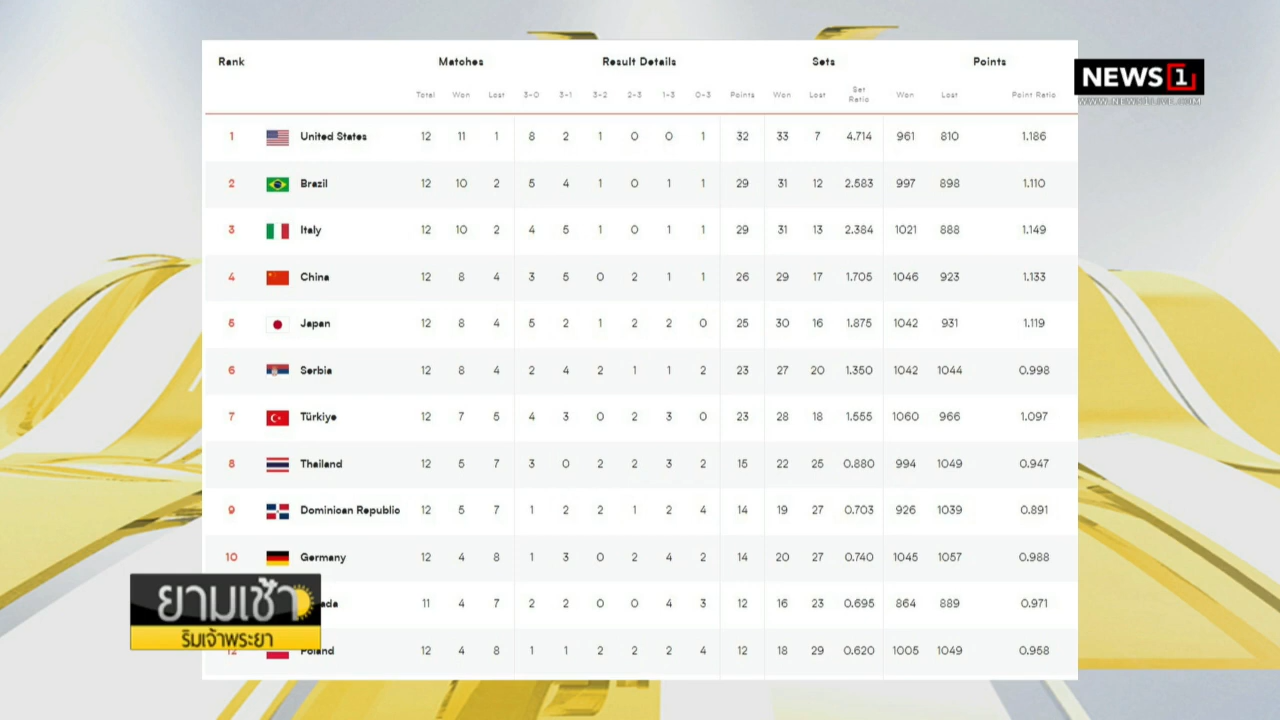 Rank Matches Result Details Sets Points
Total Won Lost 3-0 3-1 3-2 2-3 1-3 0-3 Points Won Lost Set Ratio Won Lost Point Ratio
NEWS 1
WWW.NEWS1LIVE.COM
1 United States 12 11 1 8 2 1 0 0 1 32 33 7 4.714 961 810 1.186
2 Brazil 12 10 2 5 4 1 0 1 1 29 31 12 2.583 997 898 1.110
3 Italy 12 10 2 4 5 1 0 1 1 29 31 13 2.384 1021 888 1.149
4 China 12 8 4 3 5 0 2 1 1 26 29 17 1.705 1046 923 1.133
5 Japan 12 8 4 5 2 1 2 2 0 25 30 16 1.875 1042 931 1.119
6 Serbia 12 8 4 2 4 2 1 1 2 23 27 20 1.350 1042 1044 0.998
7 Türkiye 12 7 5 4 3 0 2 3 0 23 28 18 1.555 1060 966 1.097
8 Thailand 12 5 7 3 0 2 2 3 2 15 22 25 0.880 994 1049 0.947
9 Dominican Republic 12 5 7 1 2 2 1 2 4 14 19 27 0.703 926 1039 0.891
10 Germany 12 4 8 1 3 0 2 4 2 14 20 27 0.740 1045 1057 0.988
ada 11 4 7 2 2 0 0 4 3 12 16 23 0.695 864 889 0.971
12 Poland 12 4 8 1 1 2 2 2 4 12 18 29 0.620 1005 1049 0.958
ยามเช้า
ริมเจ้าพระยา